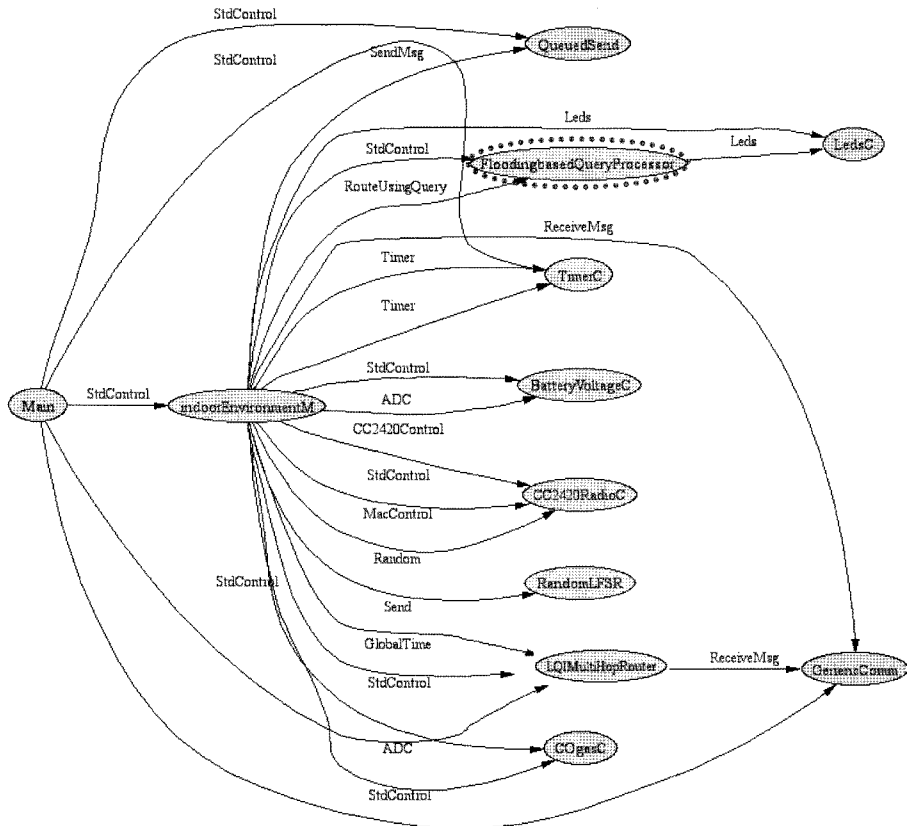 StdControl
QueuedSend
SendMsg
StdControl
Leds
Leds
LedsC
StdControl
FloodingbasedQueryProcessor
RouteUsingQuery
ReceiveMsg
Timer
TimerC
Timer
StdControl
BatteryVoltageC
StdControl
ADC
Main
indoorEnvironmentM
CC2420Control
StdControl
CC2420RadioC
MacControl
Random
StdControl
RandomLFSR
Send
GlobalTime
LQIMultiHopRouter
ReceiveMsg
GenericComm
StdControl
ADC
COgasC
StdControl